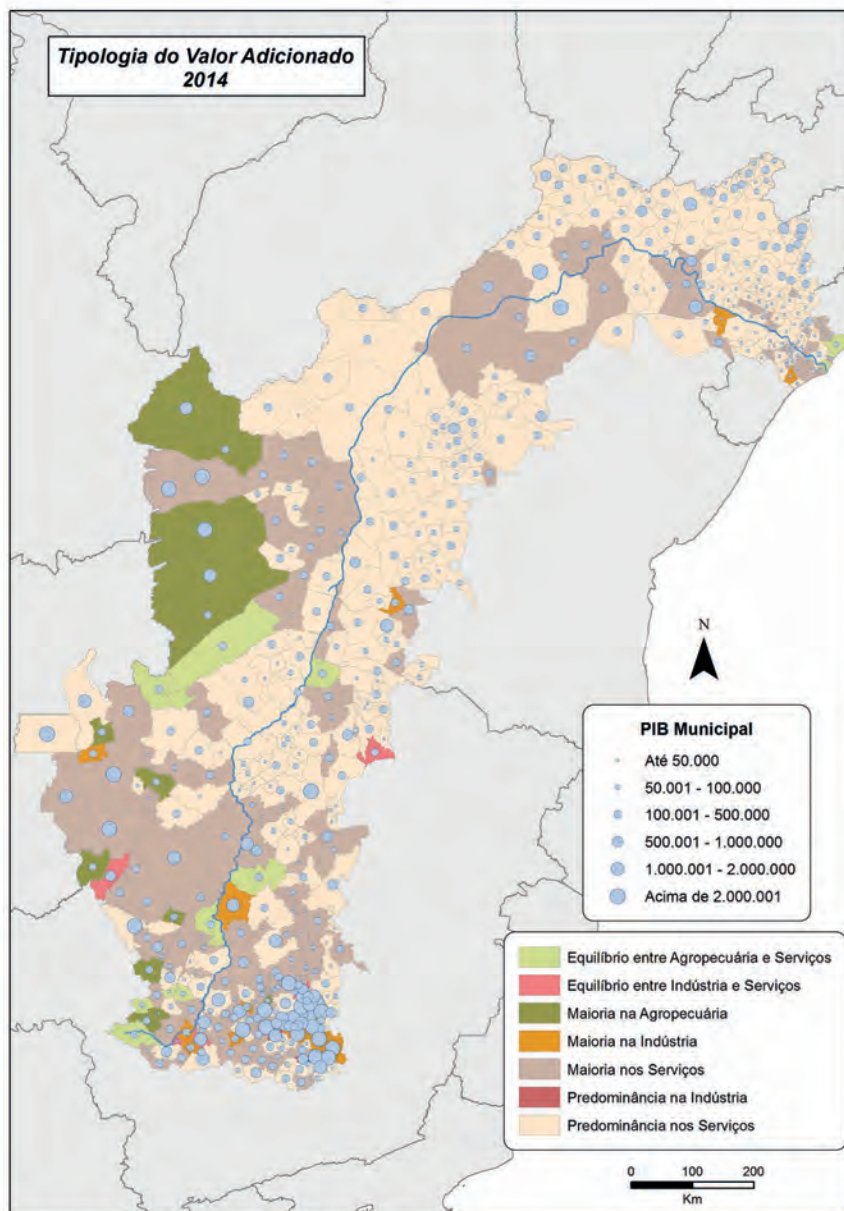 Tipologia do Valor Adicionado
2014
N
PIB Municipal
Até 50.000
50.001 - 100.000
100.001 - 500.000
500.001 - 1.000.000
1.000.001 - 2.000.000
Acima de 2.000.001
Equilíbrio entre Agropecuária e Serviços
Equilíbrio entre Indústria e Serviços
Maioria na Agropecuária
Maioria na Indústria
Maioria nos Serviços
Predominância na Indústria
Predominância nos Serviços
0 100 200
Km